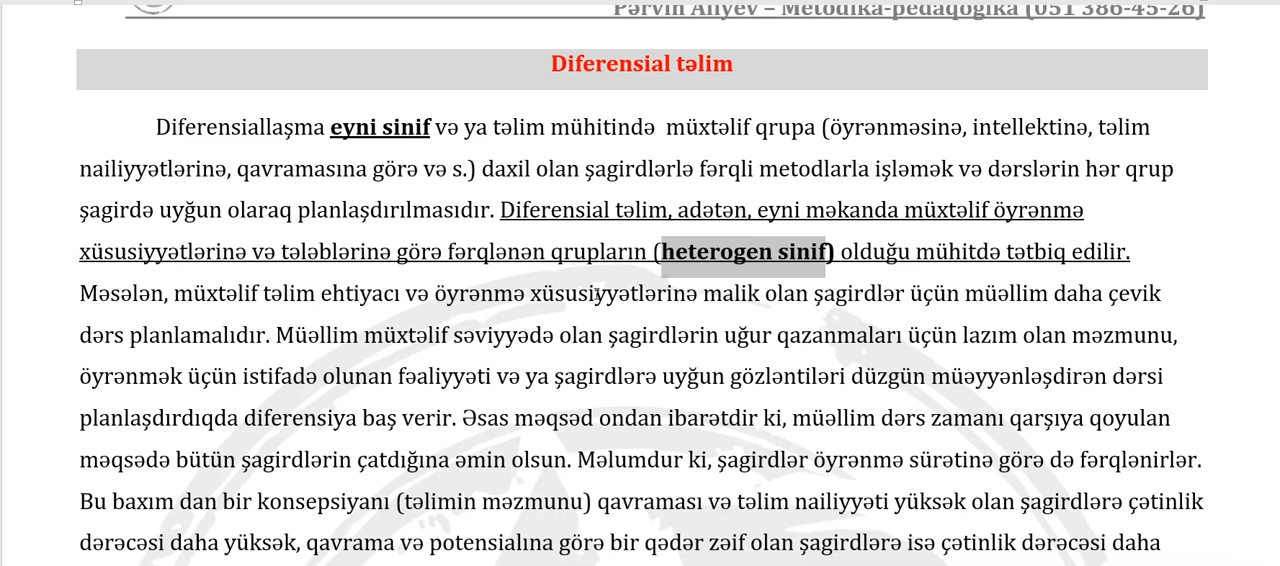 Pərvin Aliyev – Metodika-pedaqogika (051 386-45-26)
Diferensial təlim
Diferensiallaşma eyni sinif və ya təlim mühitində müxtəlif qrupa (öyrənməsinə, intellektinə, təlim
nailiyyətlərinə, qavramasına görə və s.) daxil olan şagirdlərlə fərqli metodlarla işləmək və dərslərin hər qrup
şagirdə uyğun olaraq planlaşdırılmasıdır. Diferensial təlim, adətən, eyni məkanda müxtəlif öyrənmə
xüsusiyyətlərinə və tələblərinə görə fərqlənən qrupların (heterogen sinif) olduğu mühitdə tətbiq edilir.
Məsələn, müxtəlif təlim ehtiyacı və öyrənmə xüsusiyyətlərinə malik olan şagirdlər üçün müəllim daha çevik
dərs planlamalıdır. Müəllim müxtəlif səviyyədə olan şagirdlərin uğur qazanmaları üçün lazım olan məzmunu,
öyrənmək üçün istifadə olunan fəaliyyəti və ya şagirdlərə uyğun gözləntiləri düzgün müəyyənləşdirən dərsi
planlaşdırdıqda diferensiya baş verir. Əsas məqsəd ondan ibarətdir ki, müəllim dərs zamanı qarşıya qoyulan
məqsədə bütün şagirdlərin çatdığına əmin olsun. Məlumdur ki, şagirdlər öyrənmə sürətinə görə də fərqlənirlər.
Bu baxım dan bir konsepsiyanı (təlimin məzmunu) qavraması və təlim nailiyyəti yüksək olan şagirdlərə çətinlik
dərəcəsi daha yüksək, qavrama və potensialına görə bir qədər zəif olan şagirdlərə isə çətinlik dərəcəsi daha